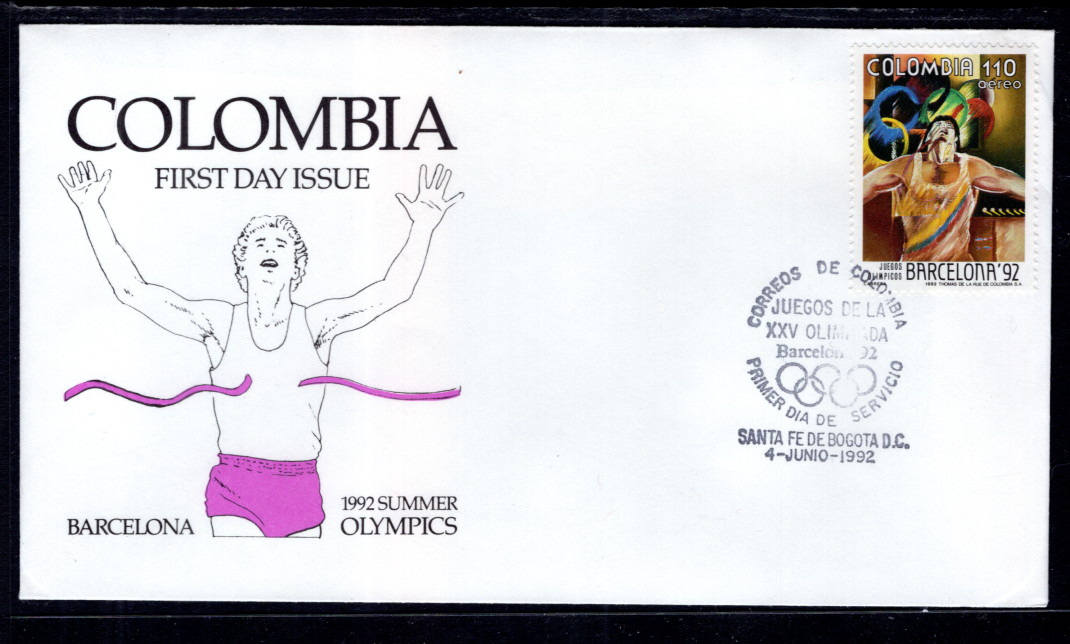 COLOMBIA
FIRST DAY ISSUE
BARCELONA
1992 SUMMER
OLYMPICS
COLOMBIA 110
aéreo
JUEGOS
OLIMPICOS
BARCELONA'92
1992 THOMAS DE LA RUE DE COLOMBIA S.A.
CORREOS DE COLOMBIA
JUEGOS DE LA
XXV
Barcelona 92
PRIMER DIA DE SERVICIO
SANTA FE DE BOGOTA D.C.
4-JUNIO-1992